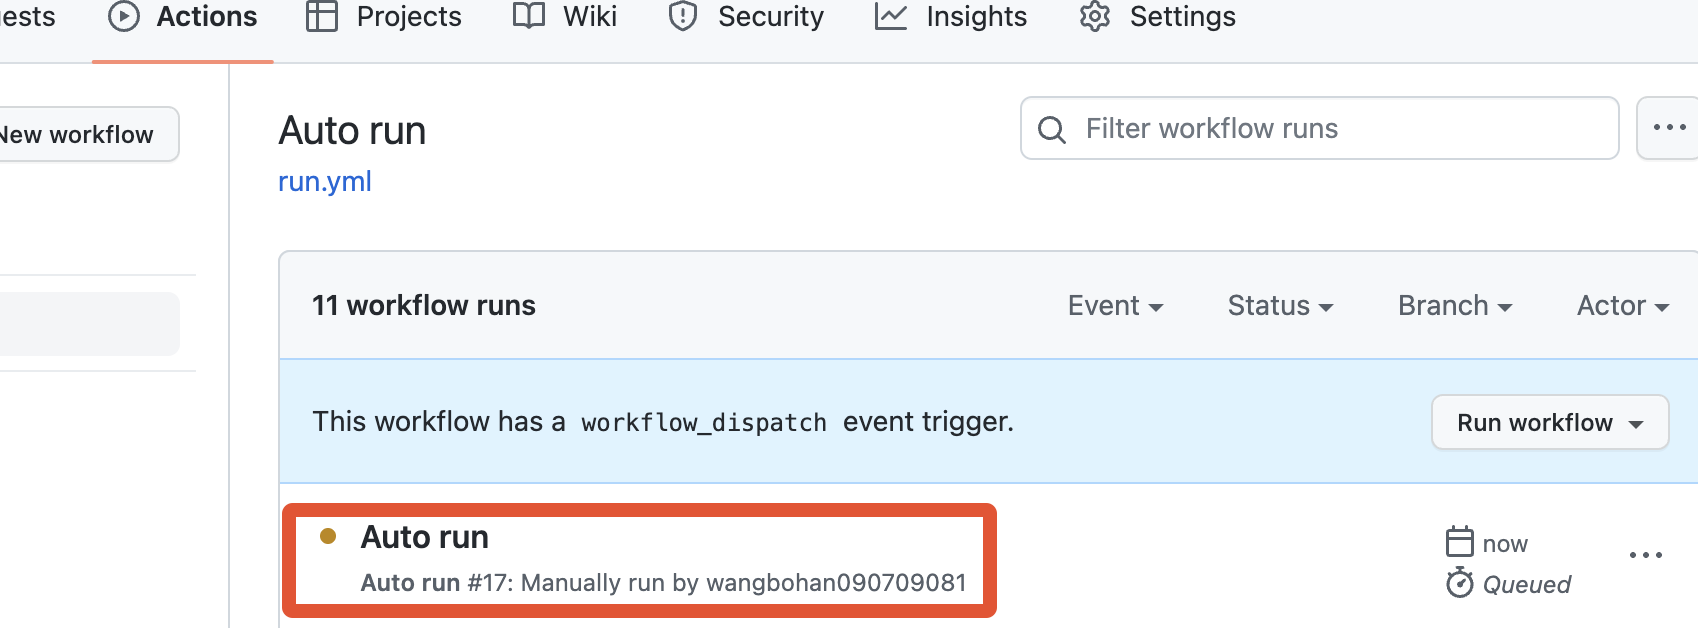 ests Actions Projects Wiki Security Insights Settings
New workflow
Auto run
Filter workflow runs
run.yml
11 workflow runs Event Status Branch Actor
This workflow has a workflow_dispatch event trigger. Run workflow
Auto run
now
Auto run #17: Manually run by wangbohan090709081
Queued